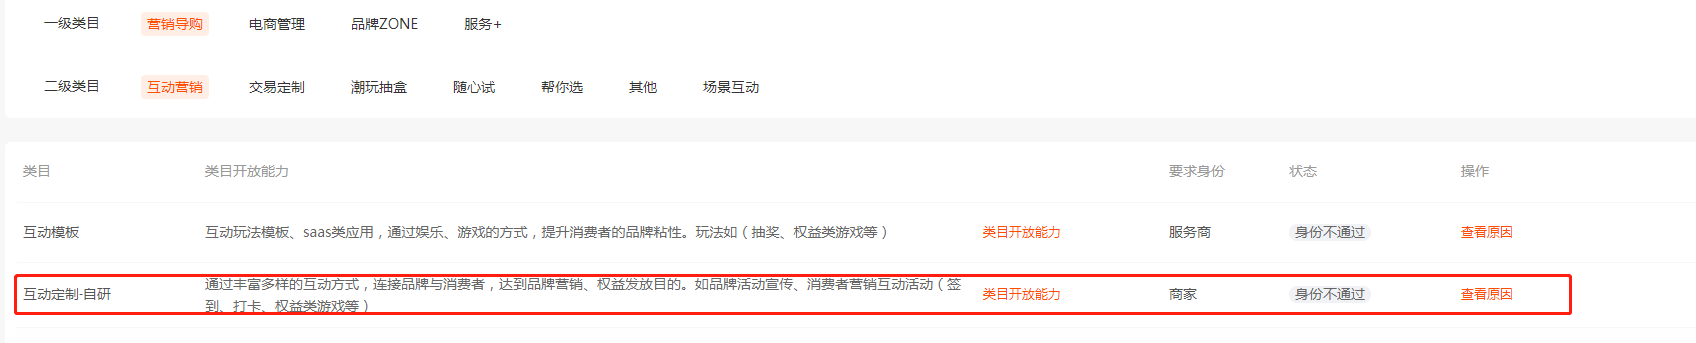 一级类目 营销导购 电商管理 品牌ZONE 服务+
二级类目 互动营销 交易定制 潮玩抽盒 随心试 帮你选 其他 场景互动
类目 类目开放能力 要求身份 状态 操作
互动模板 互动玩法模板、saas类应用，通过娱乐、游戏的方式，提升消费者的品牌粘性。玩法如（抽奖、权益类游戏等） 类目开放能力 服务商 身份不通过 查看原因
互动定制-自研 通过丰富多样的互动方式，连接品牌与消费者，达到品牌营销、权益发放目的。如品牌活动宣传、消费者营销互动活动（签
到、打卡、权益类游戏等） 类目开放能力 商家 身份不通过 查看原因